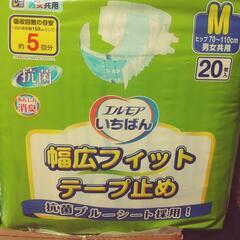 男女共用
吸収回数の目安
約5回分
M
ヒップ70～110cm
男女共用
20枚
抗菌
消臭
エルモア
いちばん
幅広フィット
テープ止め
抗菌ブルーシート採用!